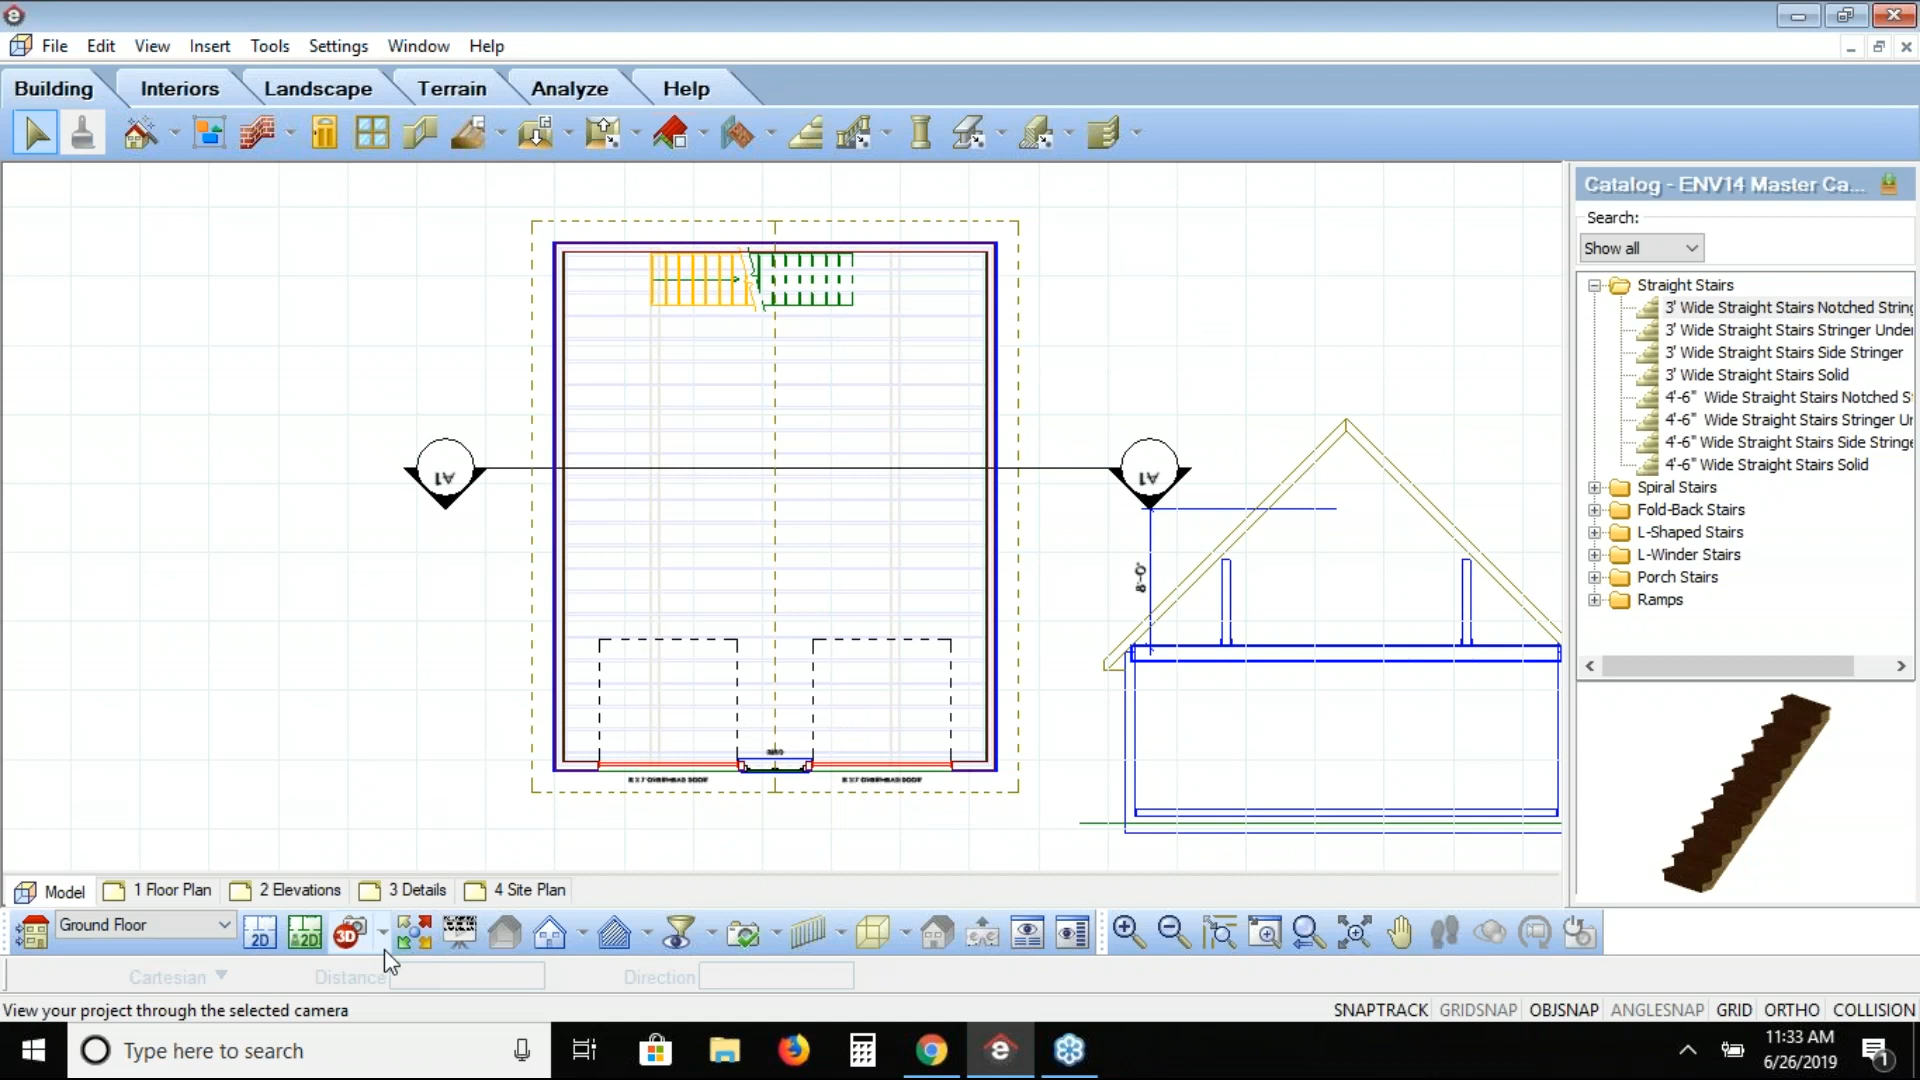 File Edit View Insert Tools Settings Window Help
Building Interiors Landscape Terrain Analyze Help
Catalog - ENV14 Master Ca...
Search:
Show all
Straight Stairs
3' Wide Straight Stairs Notched String
3' Wide Straight Stairs Stringer Unde
3' Wide Straight Stairs Side Stringer
3' Wide Straight Stairs Solid
4'-6" Wide Straight Stairs Notched S
4'-6" Wide Straight Stairs Stringer Ur
4'-6" Wide Straight Stairs Side Stringe
4'-6" Wide Straight Stairs Solid
Spiral Stairs
Fold-Back Stairs
L-Shaped Stairs
L-Winder Stairs
Porch Stairs
Ramps
A1
A1
8'-0"
Model 1 Floor Plan 2 Elevations 3 Details 4 Site Plan
Ground Floor
2D
2D
3D
Cartesian Distance Direction
View your project through the selected camera
SNAPTRACK GRIDSNAP OBJSNAP ANGLESNAP GRID ORTHO COLLISION
Type here to search
11:33 AM
6/26/2019
1